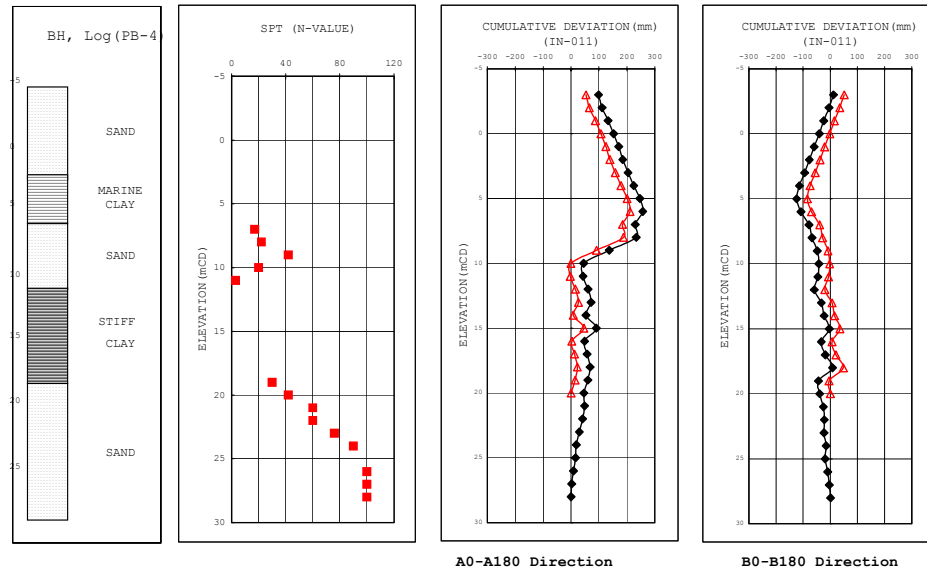 BH, Log(PB-4)
-5
SAND
0
MARINE
CLAY
5
SAND
10
STIFF
15
CLAY
20
SAND
25
SPT (N-VALUE)
0 40 80 120
-5
0
5
10
15
20
25
30
ELEVATION(mCD)
CUMULATIVE DEVIATION(mm)
(IN-011)
-300 -200 -100 0 100 200 300
-5
0
5
10
15
20
25
30
ELEVATION(mCD)
A0-A180 Direction
CUMULATIVE DEVIATION(mm)
(IN-011)
-300 -200 -100 0 100 200 300
-5
0
5
10
15
20
25
30
ELEVATION(mCD)
B0-B180 Direction